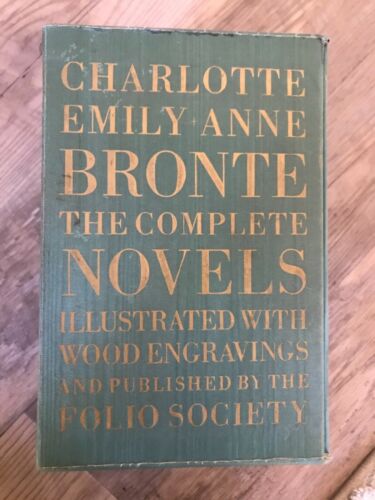 CHARLOTTE
EMILY ANNE
BRONTE
THE COMPLETE
NOVELS
ILLUSTRATED WITH
WOOD ENGRAVINGS
AND PUBLISHED BY THE
FOLIO SOCIETY